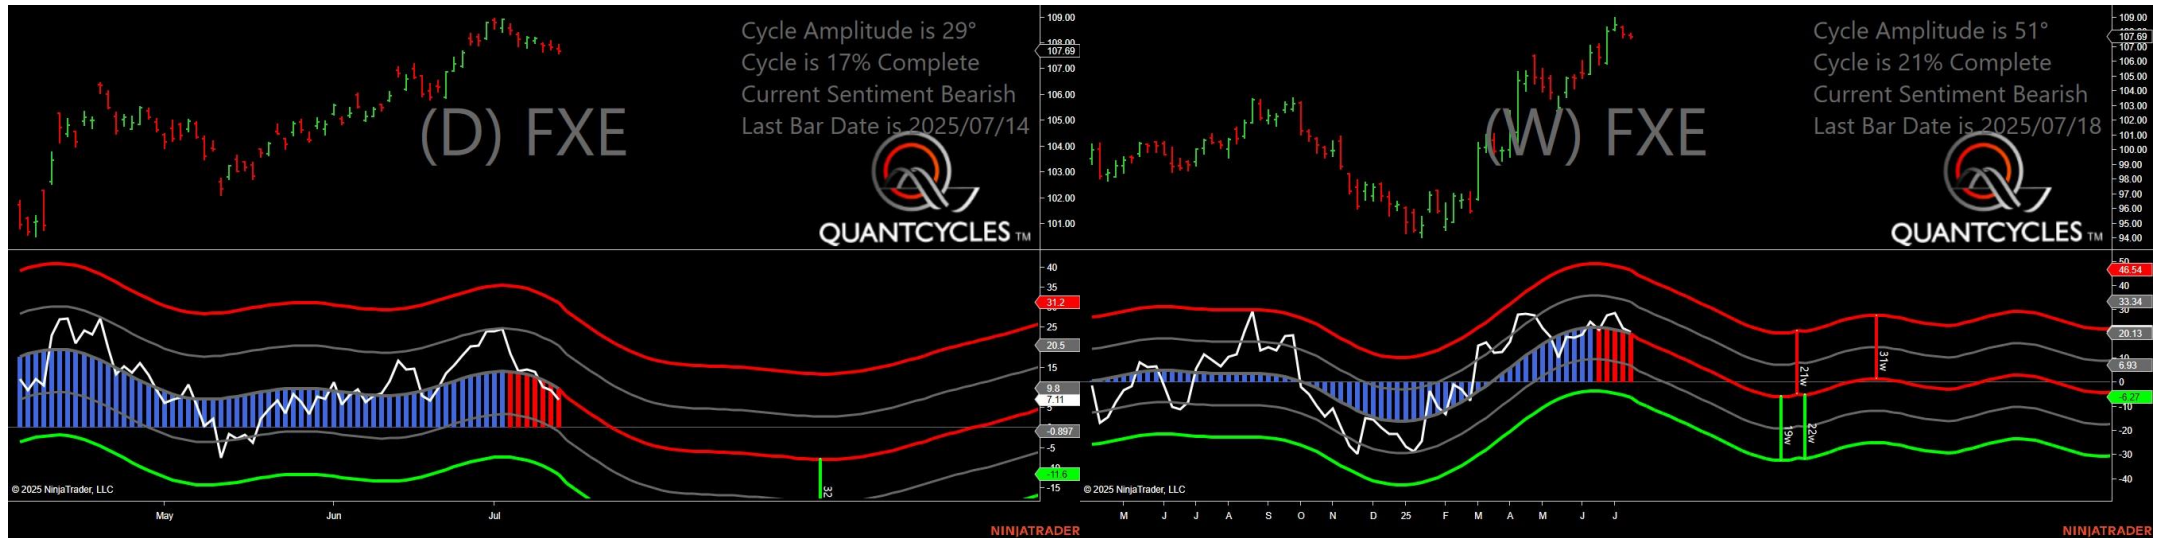 Cycle Amplitude is 29°
Cycle is 17% Complete
Current Sentiment Bearish
Last Bar Date is 2025/07/14
(D) FXE
QUANTCYCLES TM
109.00
108.00
107.69
107.00
106.00
105.00
104.00
103.00
102.00
101.00
40
35
31.2
25
20.5
15
9.8
7.11
5
-0.897
-5
-11.6
-15
32
© 2025 NinjaTrader, LLC
May
Jun
Jul
NINJATRADER
Cycle Amplitude is 51°
Cycle is 21% Complete
Current Sentiment Bearish
Last Bar Date is 2025/07/18
(W) FXE
QUANTCYCLES TM
109.00
107.69
107.00
106.00
105.00
104.00
103.00
102.00
101.00
100.00
99.00
98.00
97.00
96.00
95.00
94.00
50
46.54
40
33.34
30
20.13
10
6.93
0
-6.27
-10
-20
-30
-40
21w
31w
19w
22w
© 2025 NinjaTrader, LLC
M
J
J
A
S
O
N
D
25
F
M
A
M
J
J
NINJATRADER